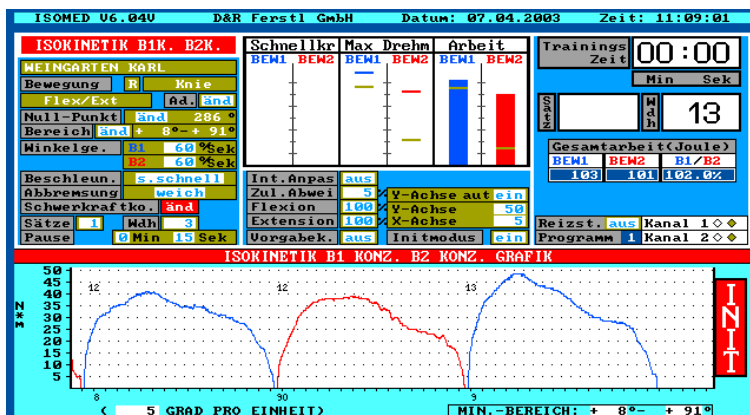 ISOMED V6.04V D&R Ferstl GmbH Datum: 07.04.2003 Zeit: 11:09:01
ISOKINETIK B1K. B2K.
WEINGARTEN KARL
Bewegung R Knie
Flex/Ext Ad. änd
Null-Punkt änd 286 °
Bereich änd + 8°- + 91°
Winkelge. B1 60 °/Sek
B2 60 °/Sek
Beschleun. s.schnell
Abbremsung weich
Schwerkraftko. änd
Sätze 1 Wdh 3
Pause 0 Min 15 Sek
Schnellkr Max Drehm Arbeit
BEW1 BEW2 BEW1 BEW2 BEW1 BEW2
Int.Anpas aus
Zul.Abwei 5 % Y-Achse aut ein
Flexion 100 % Y-Achse 50
Extension 100 % X-Achse 5
Vorgabek. aus Initmodus ein
Trainings
Zeit
00:00
Min Sek
Satz
Wdh 13
Gesamtarbeit(Joule)
BEW1 BEW2 B1/B2
103 101 102.0%
Reizst. aus Kanal 1
Programm 1 Kanal 2
ISOKINETIK B1 KONZ. B2 KONZ. GRAFIK
N*m
50
45
40
35
30
25
20
15
10
5
12 12 13
8 90 9
INIT
( 5 GRAD PRO EINHEIT) MIN.-BEREICH: + 8°- + 91°